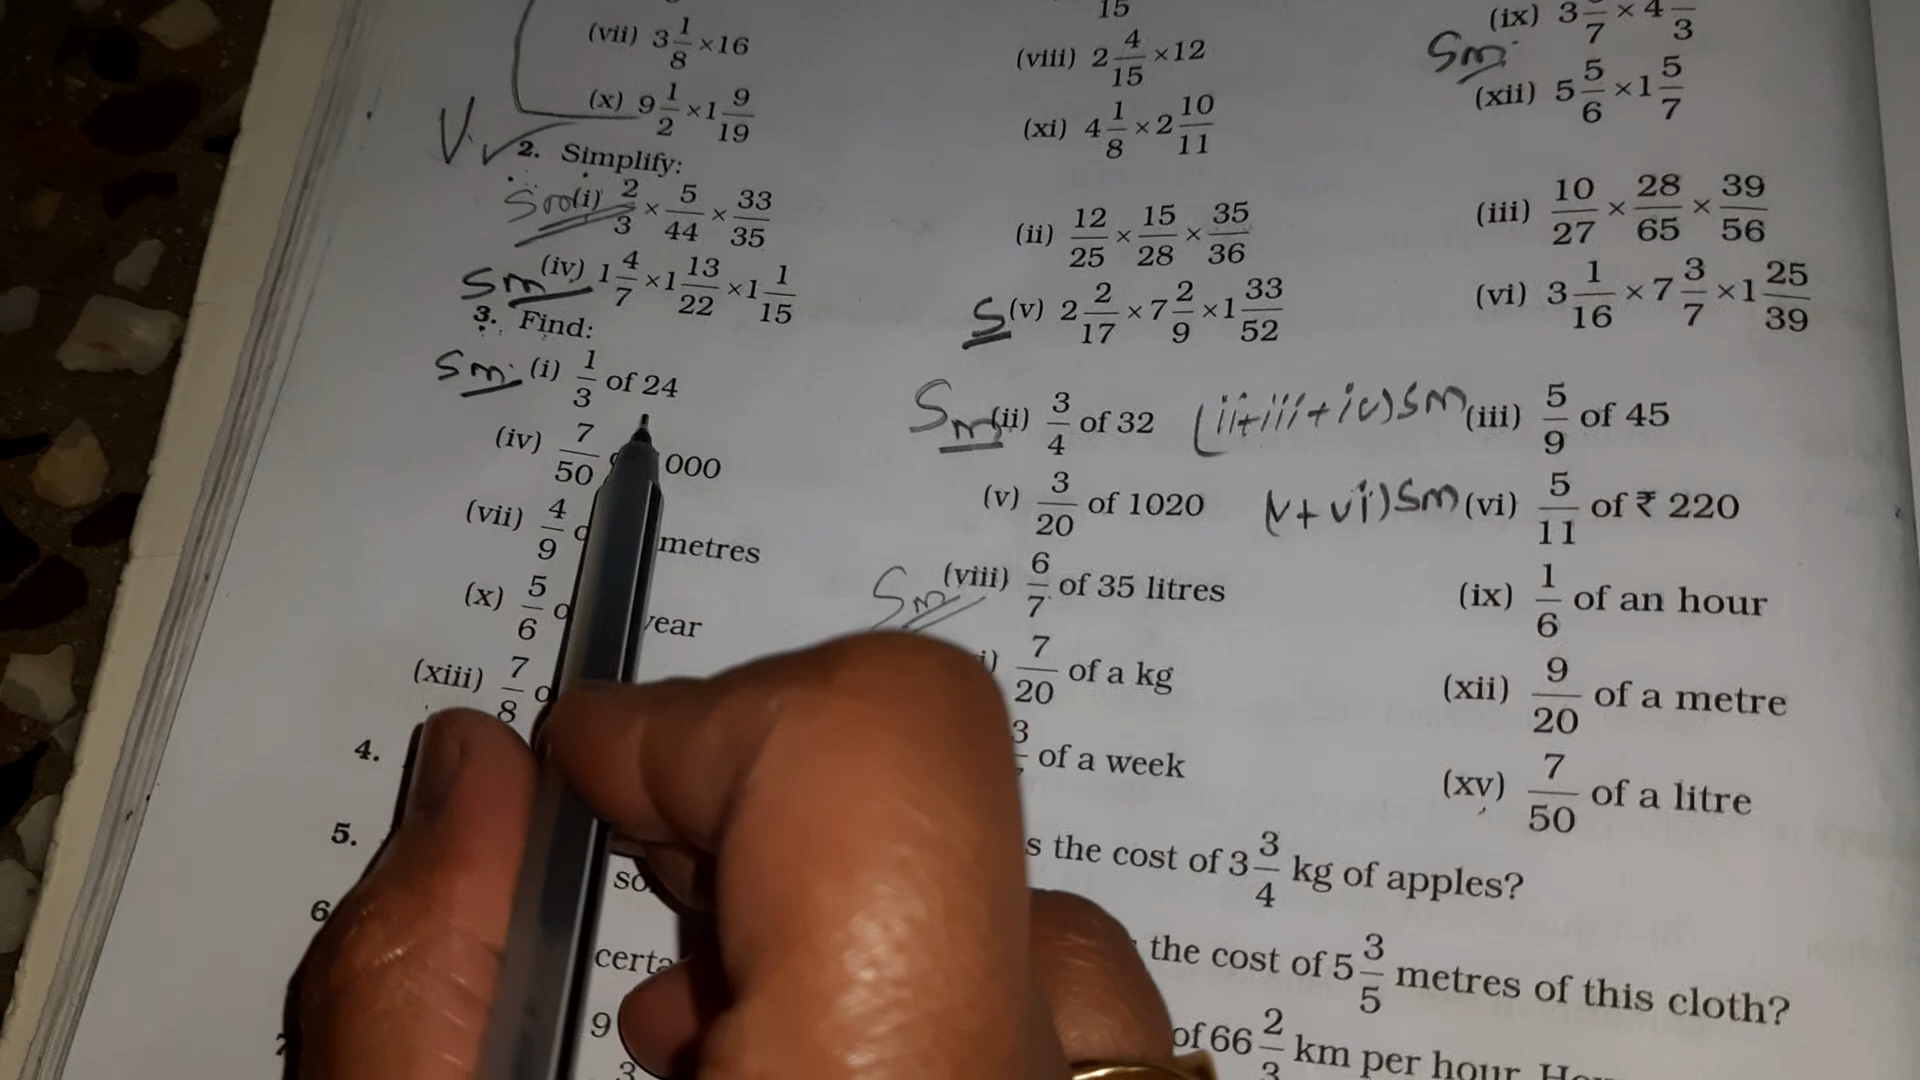 15
(vii) 3 1/8 ×16 (viii) 2 4/15 ×12 (ix) 3 /7 × 4 /3
Sm.
(x) 9 1/2 ×1 9/19 (xi) 4 1/8 ×2 10/11 (xii) 5 5/6 ×1 5/7
2. Simplify:
(i) 2/3 × 5/44 × 33/35 (ii) 12/25 × 15/28 × 35/36 (iii) 10/27 × 28/65 × 39/56
Sm (iv) 1 4/7 ×1 13/22 ×1 1/15 S (v) 2 2/17 ×7 2/9 ×1 33/52 (vi) 3 1/16 ×7 3/7 ×1 25/39
3. Find:
Sm. (i) 1/3 of 24 Sm (ii) 3/4 of 32 (ii+iii+iv) Sm (iii) 5/9 of 45
(iv) 7/50 000 (v) 3/20 of 1020 (v+vi) Sm (vi) 5/11 of ₹ 220
(vii) 4/9 metres Sm (viii) 6/7 of 35 litres (ix) 1/6 of an hour
(x) 5/6 year 7/20 of a kg (xii) 9/20 of a metre
(xiii) 7/8 of a week (xv) 7/50 of a litre
4.
5. the cost of 3 3/4 kg of apples?
6 the cost of 5 3/5 metres of this cloth?
of 66 2/3 km per hour.